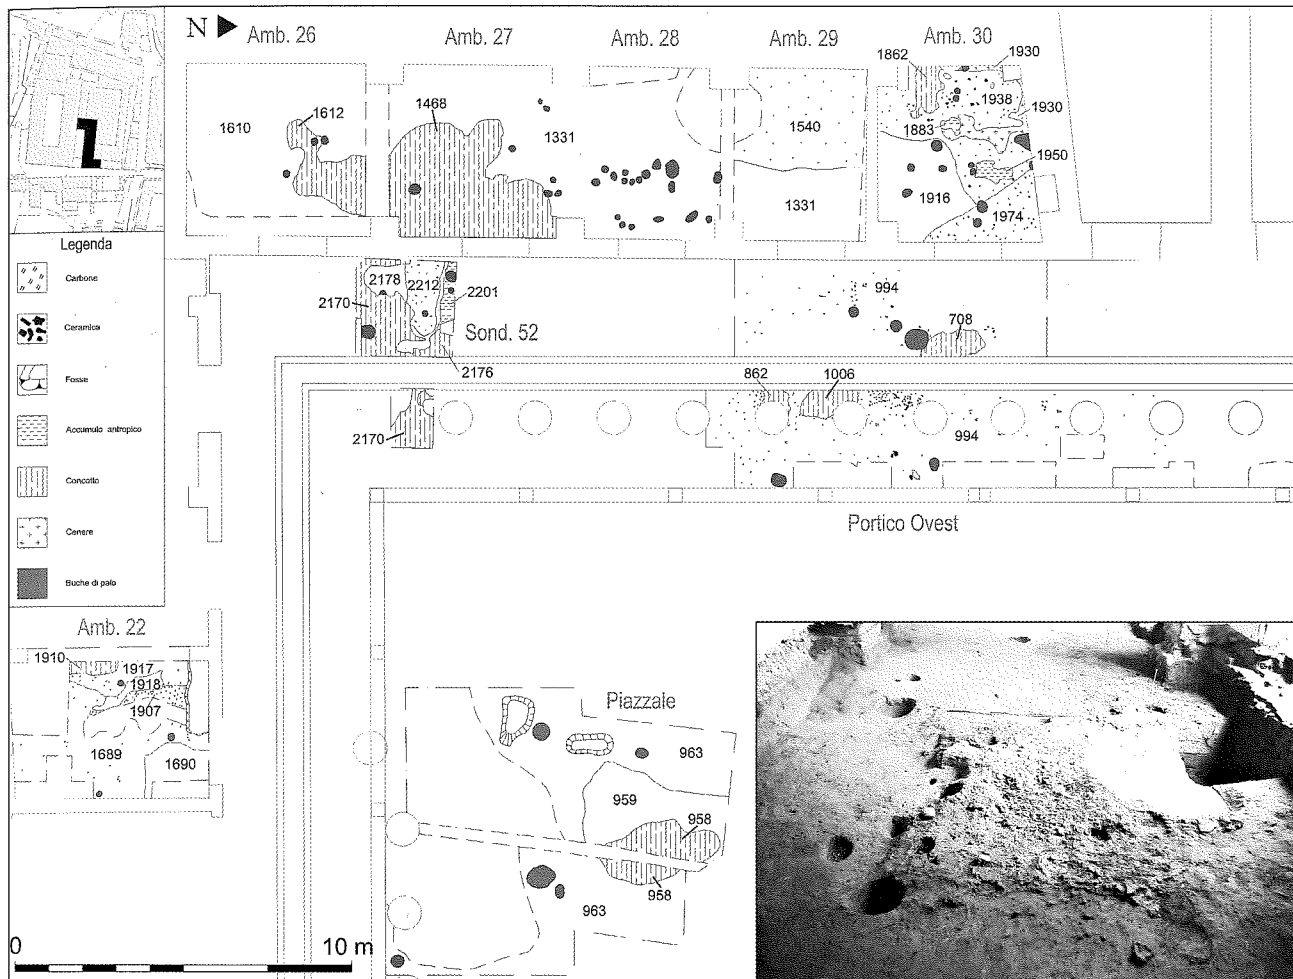 N
Amb. 26
Amb. 27
Amb. 28
Amb. 29
Amb. 30
1862
1930
1468
1612
1610
1331
1540
1938
1930
1883
1950
1916
1331
1974
Legenda
Carbone
Ceramica
Fosse
Accumulo antropico
Concotto
Cenere
Buche di palo
2178
2212
2170
2201
Sond. 52
2176
994
708
862
1006
2170
994
Portico Ovest
Amb. 22
1910
1917
1918
1907
1689
1690
Piazzale
963
959
958
958
963
0
10 m